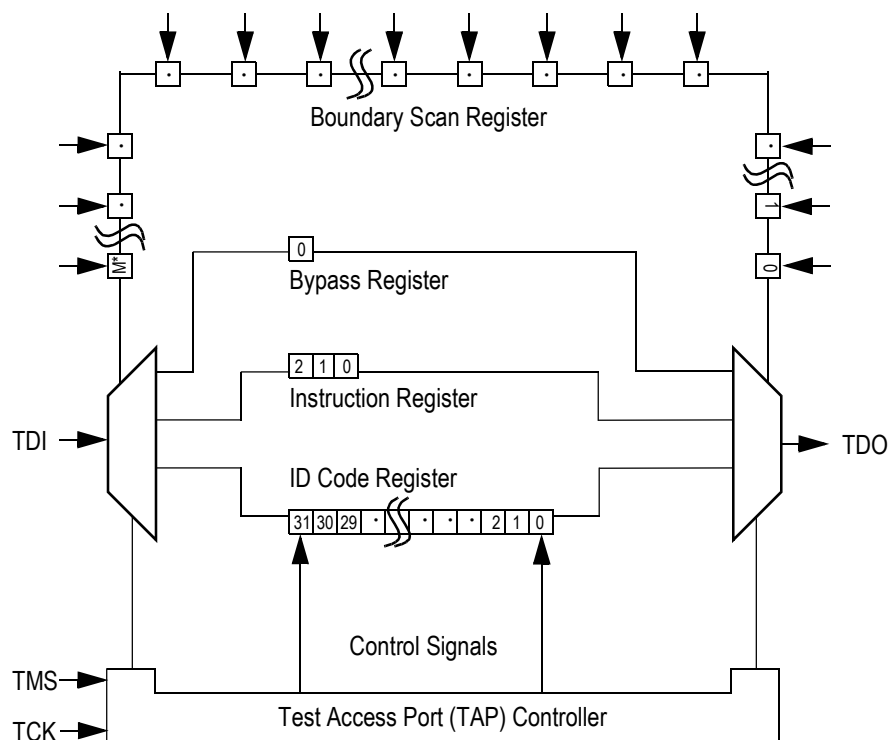 · · · · · · · ·
Boundary Scan Register
· ·
· 1
M* 0
0
Bypass Register
2 1 0
Instruction Register
TDI TDO
ID Code Register
31 30 29 · · · · 2 1 0
Control Signals
TMS
Test Access Port (TAP) Controller
TCK